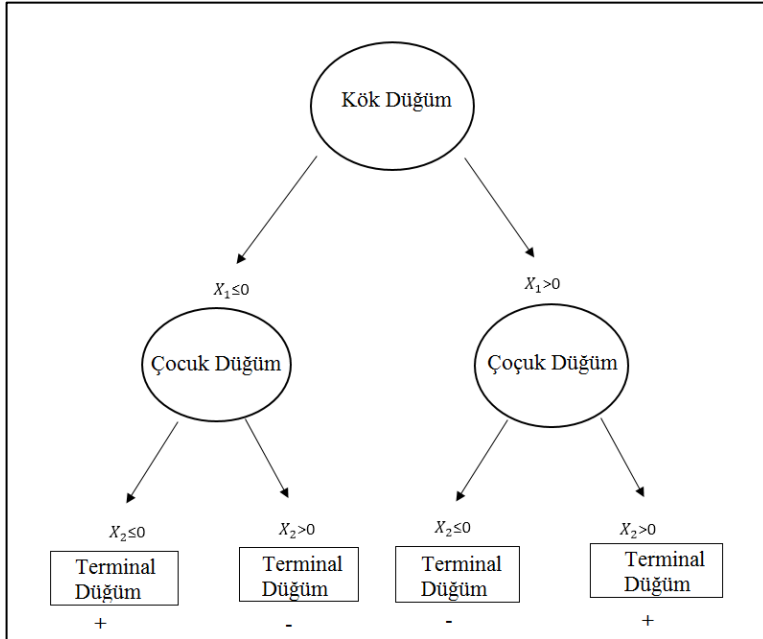 Kök Düğüm
X₁≤0
X₁>0
Çocuk Düğüm
Çoçuk Düğüm
X₂≤0
X₂>0
X₂≤0
X₂>0
Terminal
Düğüm
Terminal
Düğüm
Terminal
Düğüm
Terminal
Düğüm
+
-
-
+